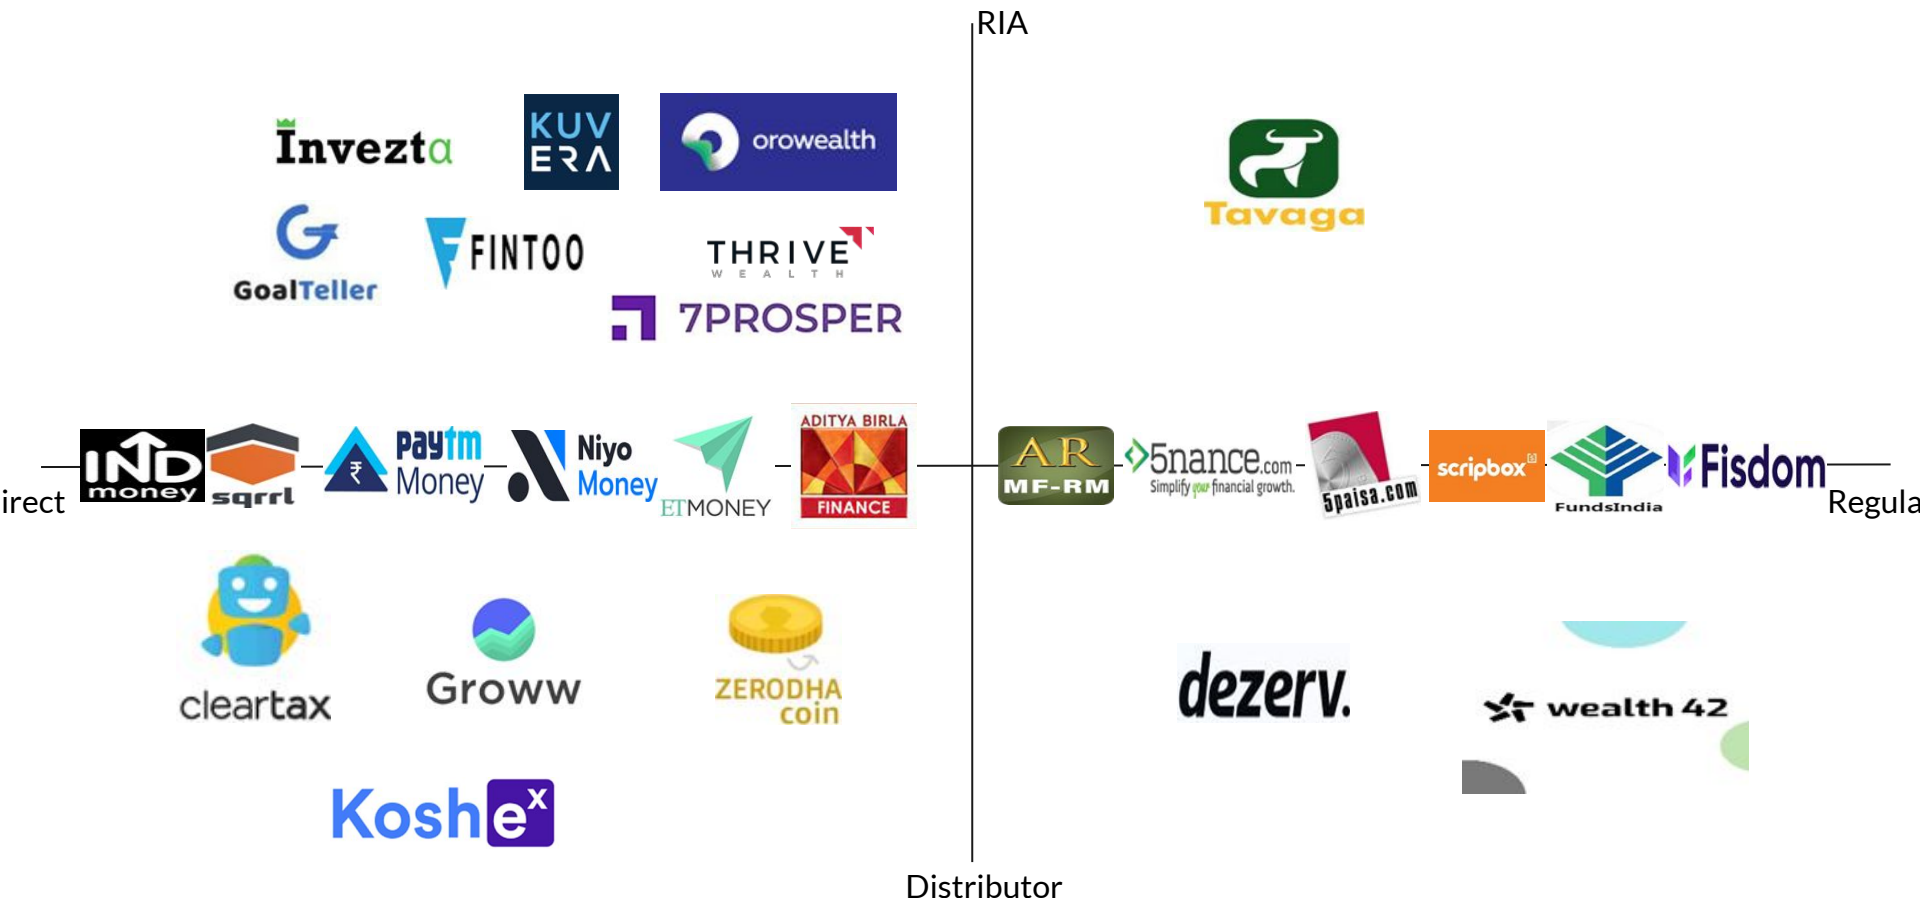 RIA
Invezta
KUV
ERA
orowealth
Tavaga
GoalTeller
FINTOO
THRIVE
WEALTH
7PROSPER
IND
money
sqrrl
₹
paytm
Money
Niyo
Money
ETMONEY
ADITYA BIRLA
FINANCE
AR
MF-RM
5nance.com
Simplify your financial growth.
5paisa.com
scripbox
FundsIndia
Fisdom
irect
Regula
cleartax
Groww
ZERODHA
coin
dezerv.
wealth 42
Koshex
Distributor